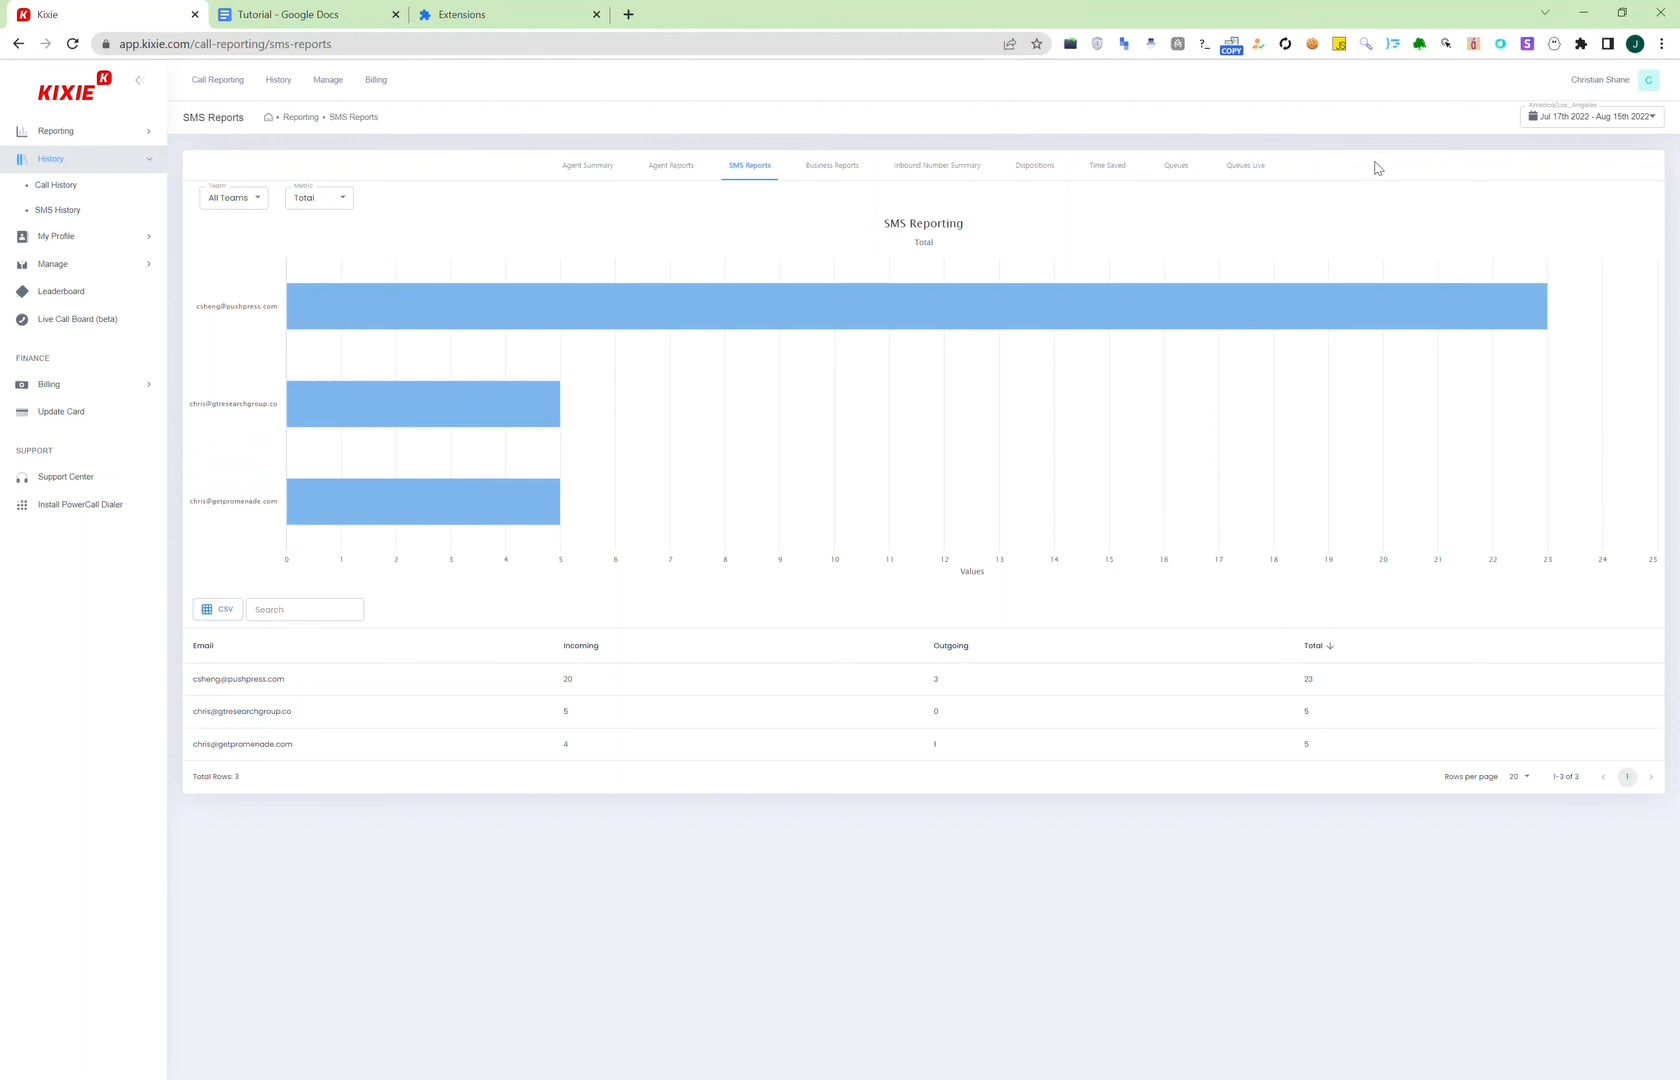 Kixie
Tutorial - Google Docs
Extensions
app.kixie.com/call-reporting/sms-reports
COPY
JS
S
J
KIXIE K
Call Reporting
History
Manage
Billing
Christian Shane
C
SMS Reports
Reporting • SMS Reports
America/Los_Angeles
Jul 17th 2022 - Aug 15th 2022
Reporting
History
Call History
SMS History
My Profile
Manage
Leaderboard
Live Call Board (beta)
FINANCE
Billing
Update Card
SUPPORT
Support Center
Install PowerCall Dialer
Agent Summary
Agent Reports
SMS Reports
Business Reports
Inbound Number Summary
Dispositions
Time Saved
Queues
Queues Live
Team
All Teams
Metric
Total
SMS Reporting
Total
csheng@pushpress.com
chris@gtresearchgroup.co
chris@getpromenade.com
0 1 2 3 4 5 6 7 8 9 10 11 12 13 14 15 16 17 18 19 20 21 22 23 24 25
Values
CSV
Search
Email Incoming Outgoing Total
csheng@pushpress.com 20 3 23
chris@gtresearchgroup.co 5 0 5
chris@getpromenade.com 4 1 5
Total Rows: 3
Rows per page 20 1-3 of 3 1